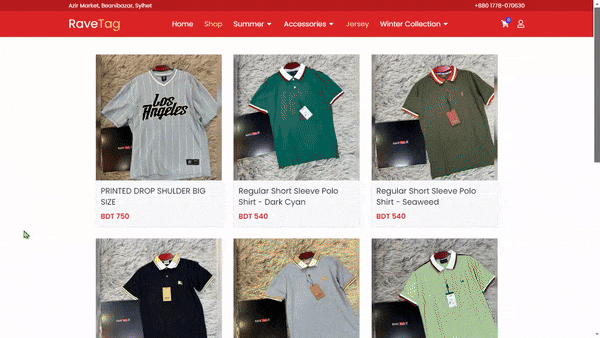 Azir Market, Beanibazar, Sylhet
+880 1778-070630
RaveTag
Home
Shop
Summer
Accessories
Jersey
Winter Collection
0
Los
Angeles
PRINTED DROP SHULDER BIG
SIZE
BDT 750
Regular Short Sleeve Polo
Shirt - Dark Cyan
BDT 540
Regular Short Sleeve Polo
Shirt - Seaweed
BDT 540